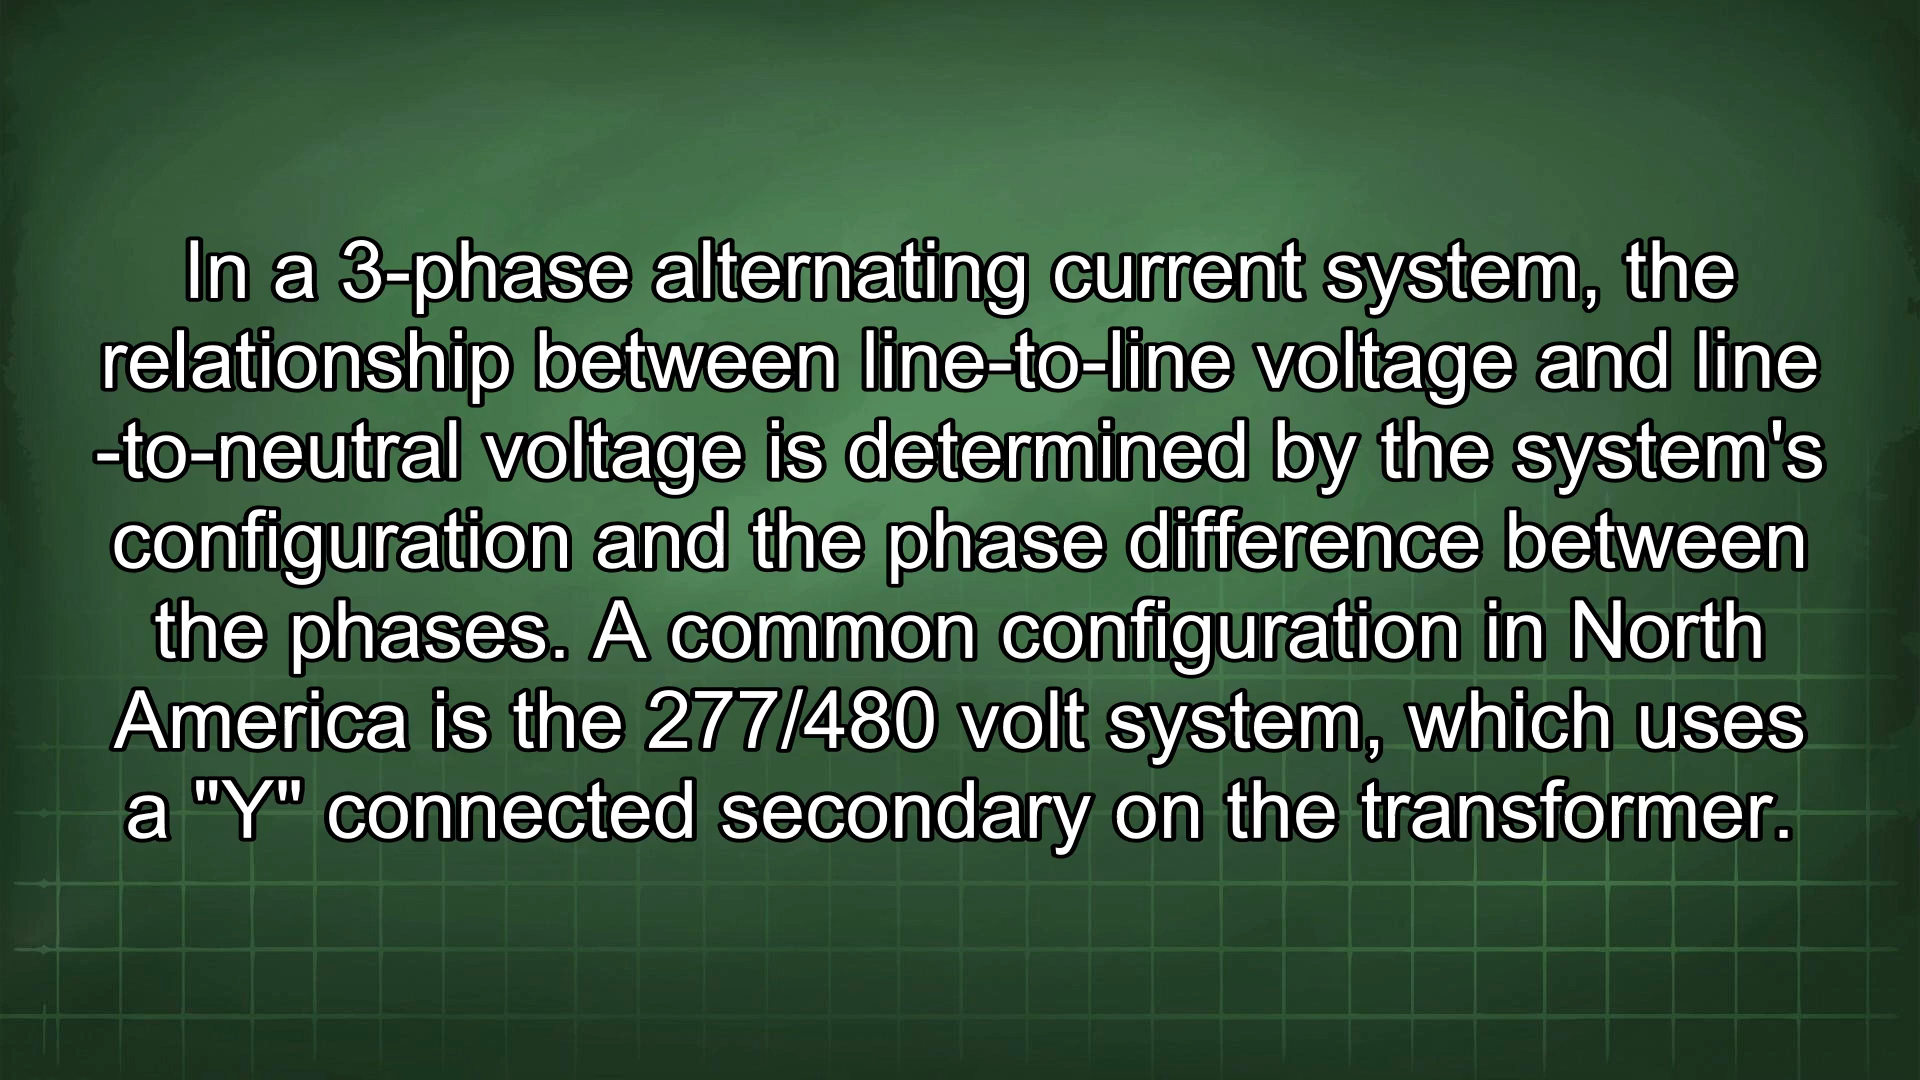 In a 3-phase alternating current system, the
relationship between line-to-line voltage and line
-to-neutral voltage is determined by the system's
configuration and the phase difference between
the phases. A common configuration in North
America is the 277/480 volt system, which uses
a "Y" connected secondary on the transformer.